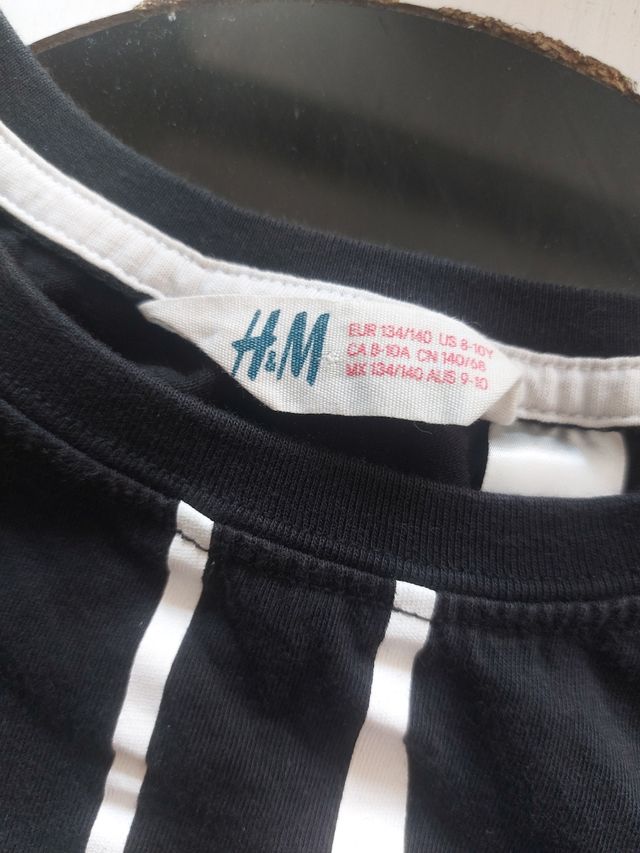 H&M
EUR 134/140 US 8-10Y
CA 8-10A CN 140/68
MX 134/140 AUS 9-10